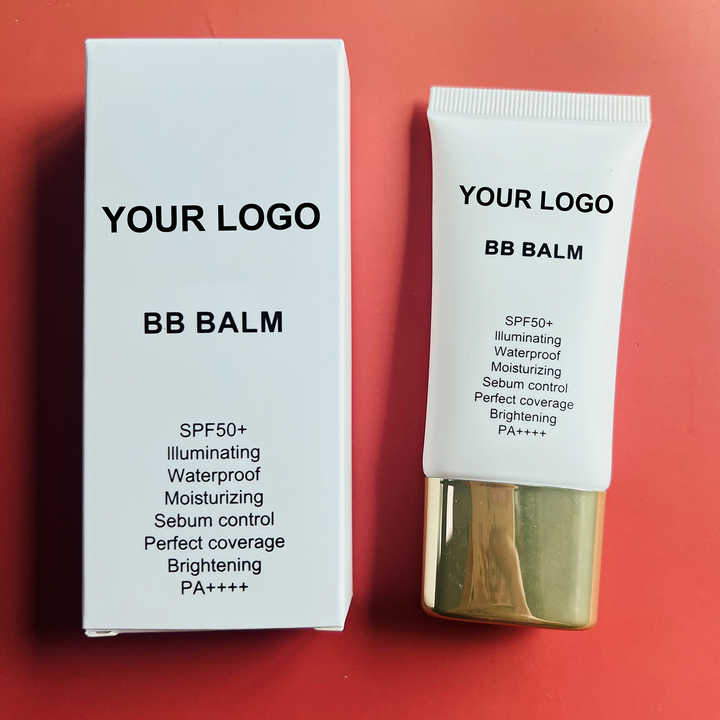 YOUR LOGO
BB BALM
SPF50+
Illuminating
Waterproof
Moisturizing
Sebum control
Perfect coverage
Brightening
PA++++
YOUR LOGO
BB BALM
SPF50+
Illuminating
Waterproof
Moisturizing
Sebum control
Perfect coverage
Brightening
PA++++